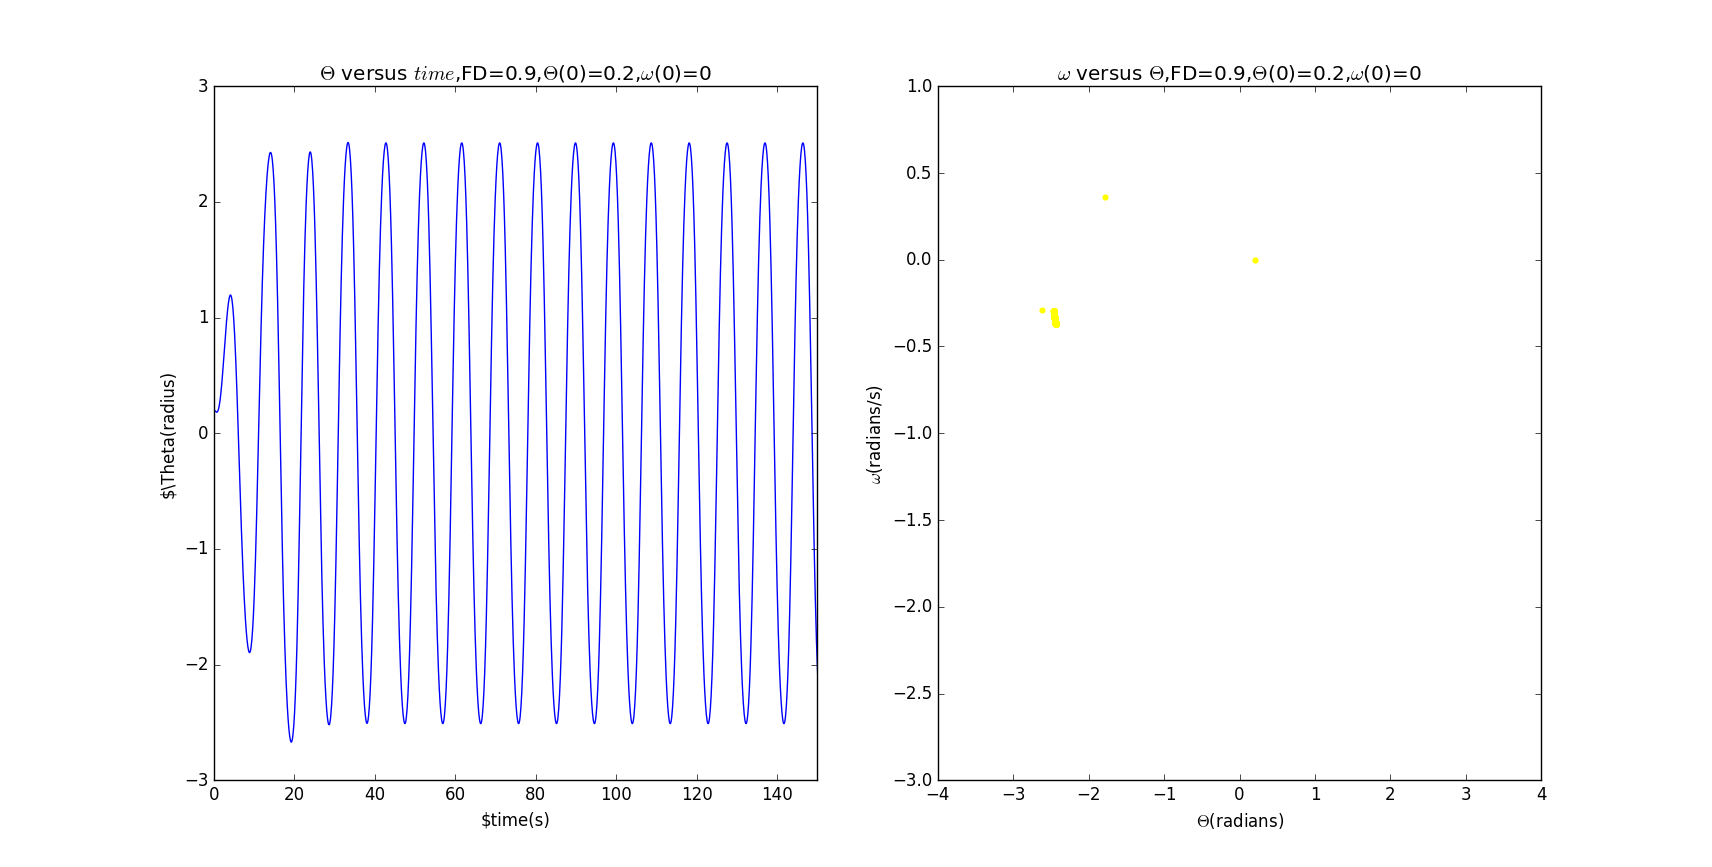 Θ versus time,FD=0.9,Θ(0)=0.2,ω(0)=0
3
2
1
0
−1
−2
−3
$\Theta(radius)
0 20 40 60 80 100 120 140
$time(s)
ω versus Θ,FD=0.9,Θ(0)=0.2,ω(0)=0
1.0
0.5
0.0
−0.5
−1.0
−1.5
−2.0
−2.5
−3.0
ω(radians/s)
−4 −3 −2 −1 0 1 2 3 4
Θ(radians)